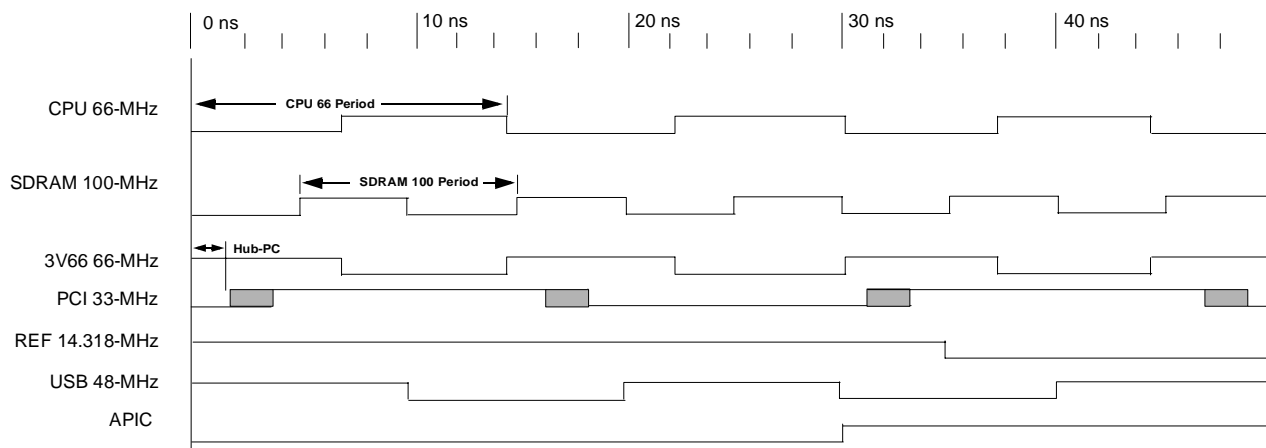 0 ns 10 ns 20 ns 30 ns 40 ns
CPU 66-MHz
CPU 66 Period
SDRAM 100-MHz
SDRAM 100 Period
Hub-PC
3V66 66-MHz
PCI 33-MHz
REF 14.318-MHz
USB 48-MHz
APIC